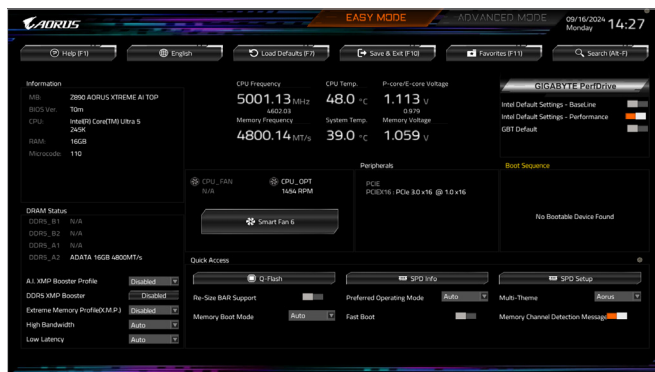 AORUS
EASY MODE
ADVANCED MODE
09/16/2024
Monday
14:27
Help (F1)
English
Load Defaults (F7)
Save & Exit (F10)
Favorites (F11)
Search (Alt-F)
Information
MB: Z890 AORUS XTREME AI TOP
BIOS Ver. T0m
CPU: Intel(R) Core(TM) Ultra 5
245K
RAM: 16GB
Microcode: 110
CPU Frequency CPU Temp. P-core/E-core Voltage
5001.13 MHz 48.0 °C 1.113 V
4602.03 0.979
Memory Frequency System Temp. Memory Voltage
4800.14 MT/s 39.0 °C 1.059 V
GIGABYTE PerfDrive
Intel Default Settings - BaseLine
Intel Default Settings - Performance
GBT Default
CPU_FAN
N/A
CPU_OPT
1454 RPM
Smart Fan 6
Peripherals
PCIE
PCIEX16 : PCIe 3.0 x16 @ 1.0 x16
Boot Sequence
No Bootable Device Found
DRAM Status
DDR5_B1 N/A
DDR5_B2 N/A
DDR5_A1 N/A
DDR5_A2 ADATA 16GB 4800MT/s
A.I. XMP Booster Profile Disabled
DDR5 XMP Booster Disabled
Extreme Memory Profile(X.M.P.) Disabled
High Bandwidth Auto
Low Latency Auto
Quick Access
Q-Flash
SPD Info
SPD Setup
Re-Size BAR Support
Preferred Operating Mode Auto
Multi-Theme Aorus
Memory Boot Mode Auto
Fast Boot
Memory Channel Detection Message